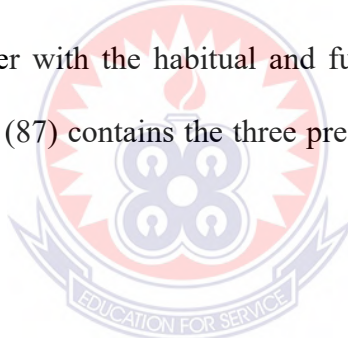 er with the habitual and fu
(87) contains the three pre
EDUCATION FOR SERVICE